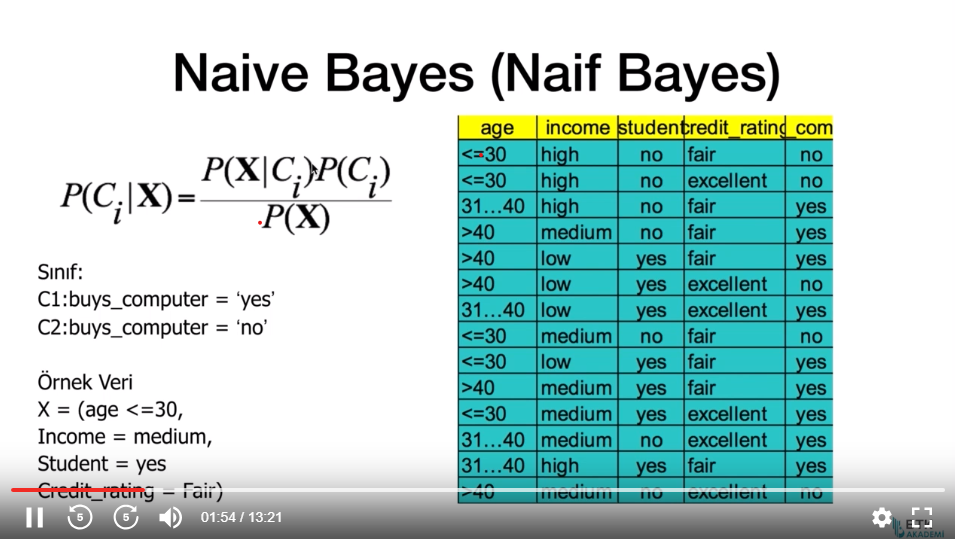 Naive Bayes (Naif Bayes)
P(Ci|X) = P(X|Ci)P(Ci)
P(X)
Sınıf:
C1:buys_computer = ‘yes’
C2:buys_computer = ‘no’
Örnek Veri
X = (age <=30,
Income = medium,
Student = yes
Credit_rating = Fair)
age income student credit_rating _com
<=30 high no fair no
<=30 high no excellent no
31…40 high no fair yes
>40 medium no fair yes
>40 low yes fair yes
>40 low yes excellent no
31…40 low yes excellent yes
<=30 medium no fair no
<=30 low yes fair yes
>40 medium yes fair yes
<=30 medium yes excellent yes
31…40 medium no excellent yes
31…40 high yes fair yes
>40 medium no excellent no
5 5 01:54 / 13:21
AKADEMİ